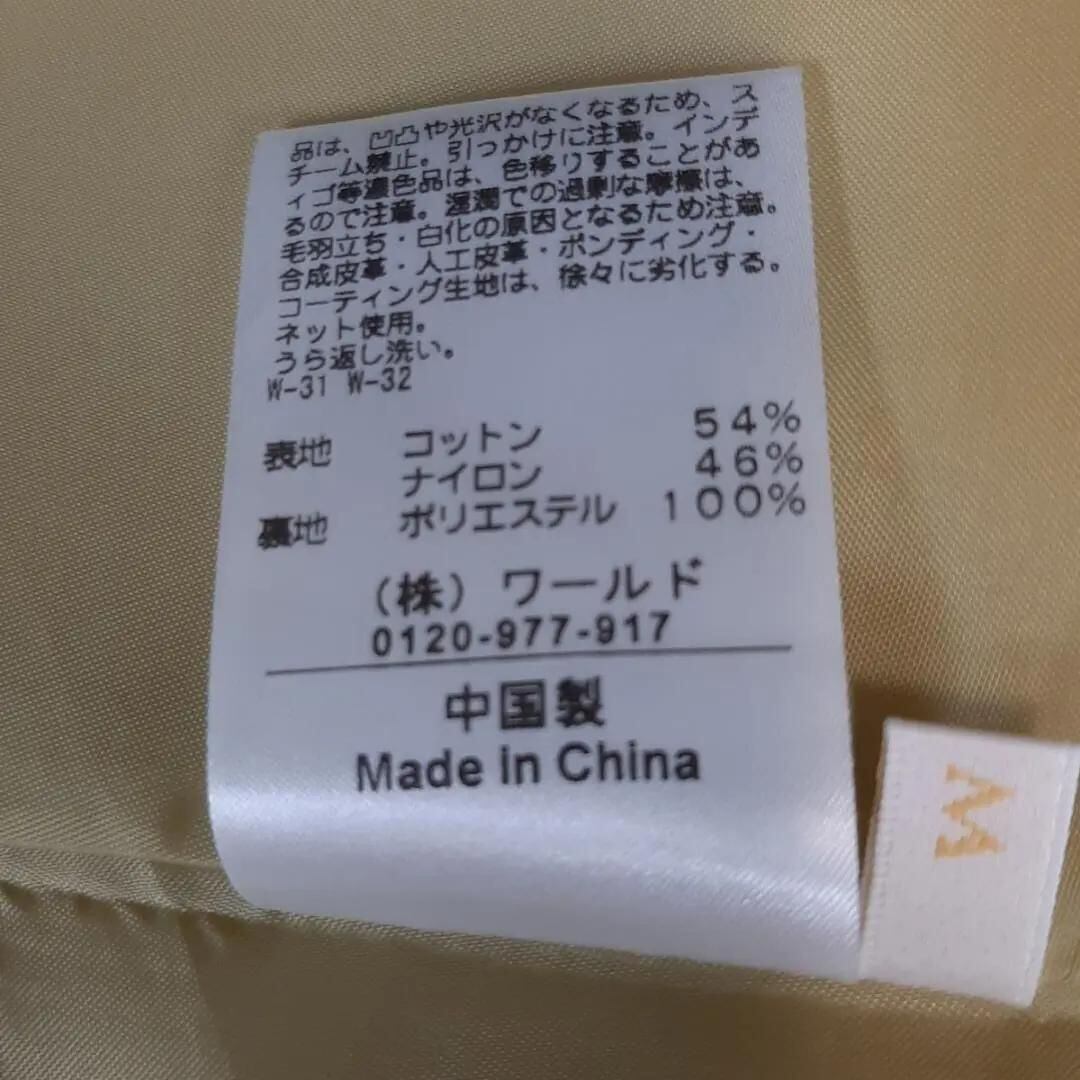 品は、凹凸や光沢がなくなるため、ス
チーム禁止。引っかけに注意。インデ
ィゴ等濃色品は、色移りすることがあ
るので注意。湿潤での過剰な摩擦は、
毛羽立ち・白化の原因となるため注意。
合成皮革・人工皮革・ボンディング・
コーティング生地は、徐々に劣化する。
ネット使用。
うら返し洗い。
W-31 W-32
表地 コットン 54%
ナイロン 46%
裏地 ポリエステル 100%
(株) ワールド
0120-977-917
中国製
Made in China
M